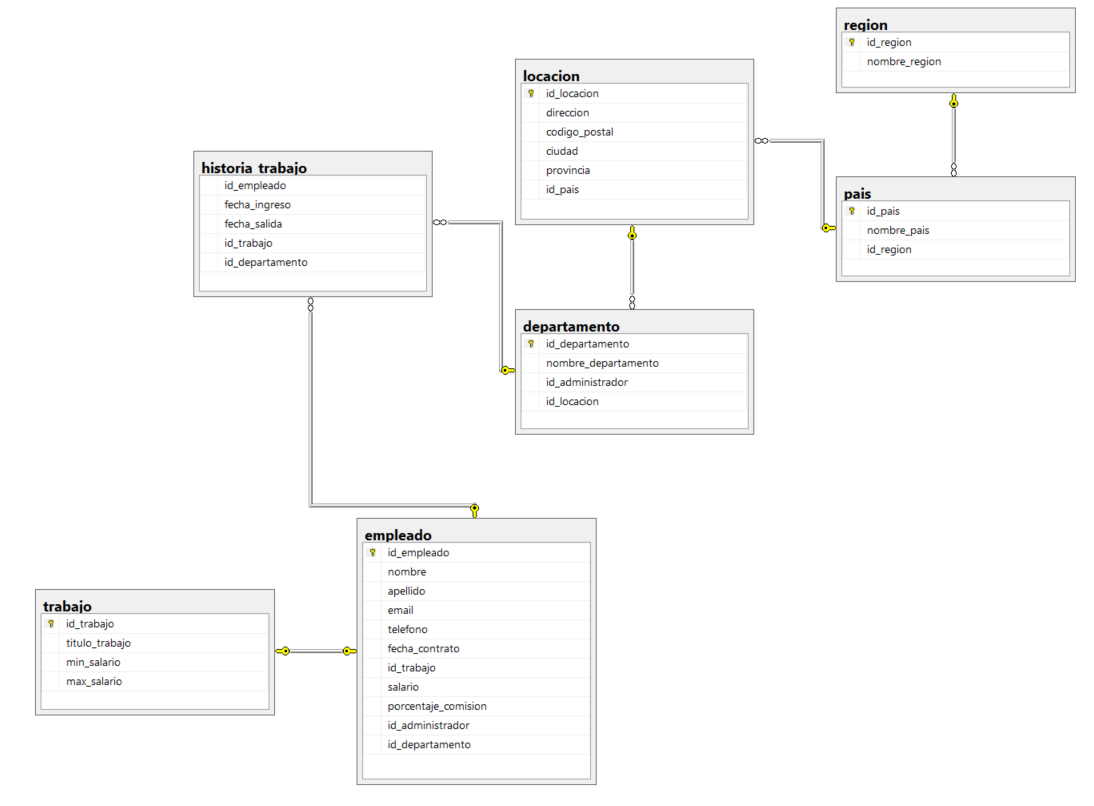 region
id_region
nombre_region
locacion
id_locacion
direccion
codigo_postal
ciudad
provincia
id_pais
historia_trabajo
id_empleado
fecha_ingreso
fecha_salida
id_trabajo
id_departamento
pais
id_pais
nombre_pais
id_region
departamento
id_departamento
nombre_departamento
id_administrador
id_locacion
empleado
id_empleado
nombre
apellido
email
telefono
fecha_contrato
id_trabajo
salario
porcentaje_comision
id_administrador
id_departamento
trabajo
id_trabajo
titulo_trabajo
min_salario
max_salario